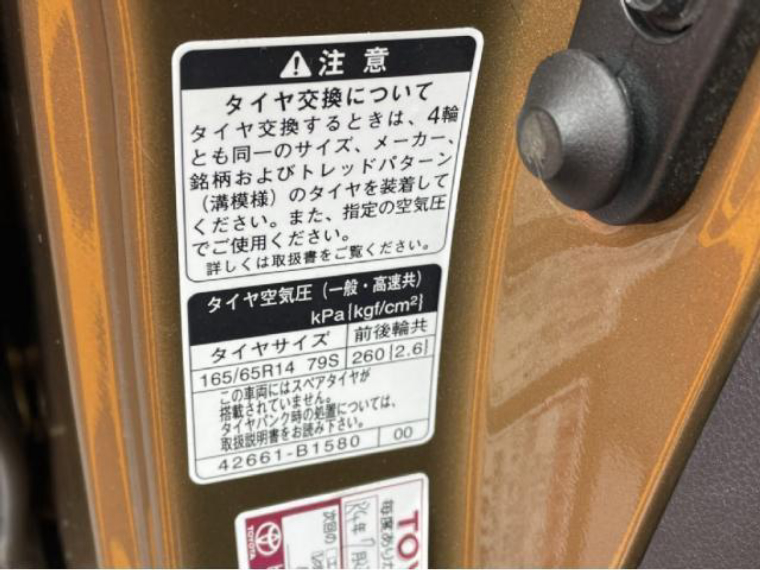 注意
タイヤ交換について
タイヤ交換するときは、4輪
とも同一のサイズ、メーカー、
銘柄およびトレッドパターン
(溝模様)のタイヤを装着して
ください。また、指定の空気圧
でご使用ください。
詳しくは取扱書をご覧ください。
タイヤ空気圧(一般・高速共)
kPa{kgf/cm²}
タイヤサイズ 前後輪共
165/65R14 79S 260{2.6}
この車両にはスペアタイヤが
搭載されていません。
タイヤパンク時の処置については、
取扱説明書をお読み下さい。
42661-B1580 00
TOY
毎度あり
次回の
TOYOTA